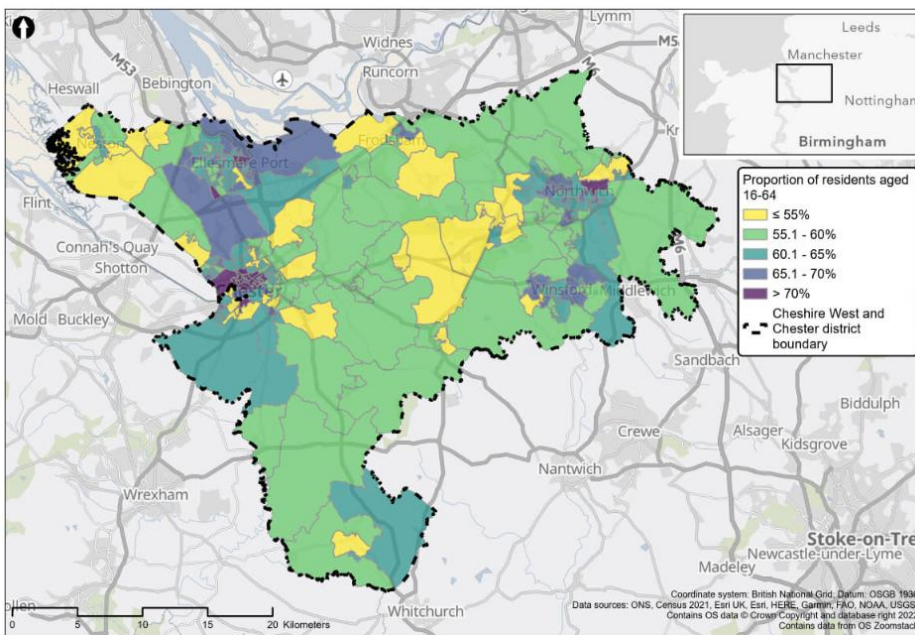 Lymm
Leeds
Widnes
M5
M6
M53
Manchester
Bebington
Runcorn
Heswall
Nottingham
Birmingham
Neston
Frodsham
Ellesmere Port
Proportion of residents aged
16-64
≤ 55%
55.1 - 60%
60.1 - 65%
65.1 - 70%
> 70%
Cheshire West and
Chester district
boundary
Northwich
Flint
Connah's Quay
M6
Shotton
Winsford
Middlewich
Mold
Buckley
Sandbach
Biddulph
Crewe
Alsager
Kidsgrove
Nantwich
Wrexham
Stoke-on-Tre
Newcastle-under-Lyme
Madeley
Whitchurch
0 5 10 15 20 Kilometers
Coordinate system: British National Grid; Datum: OSGB 1936
Data sources: ONS, Census 2021, Esri UK, Esri, HERE, Garmin, FAO, NOAA, USGS
Contains OS data © Crown Copyright and database right 202
Contains data from OS Zoomstack